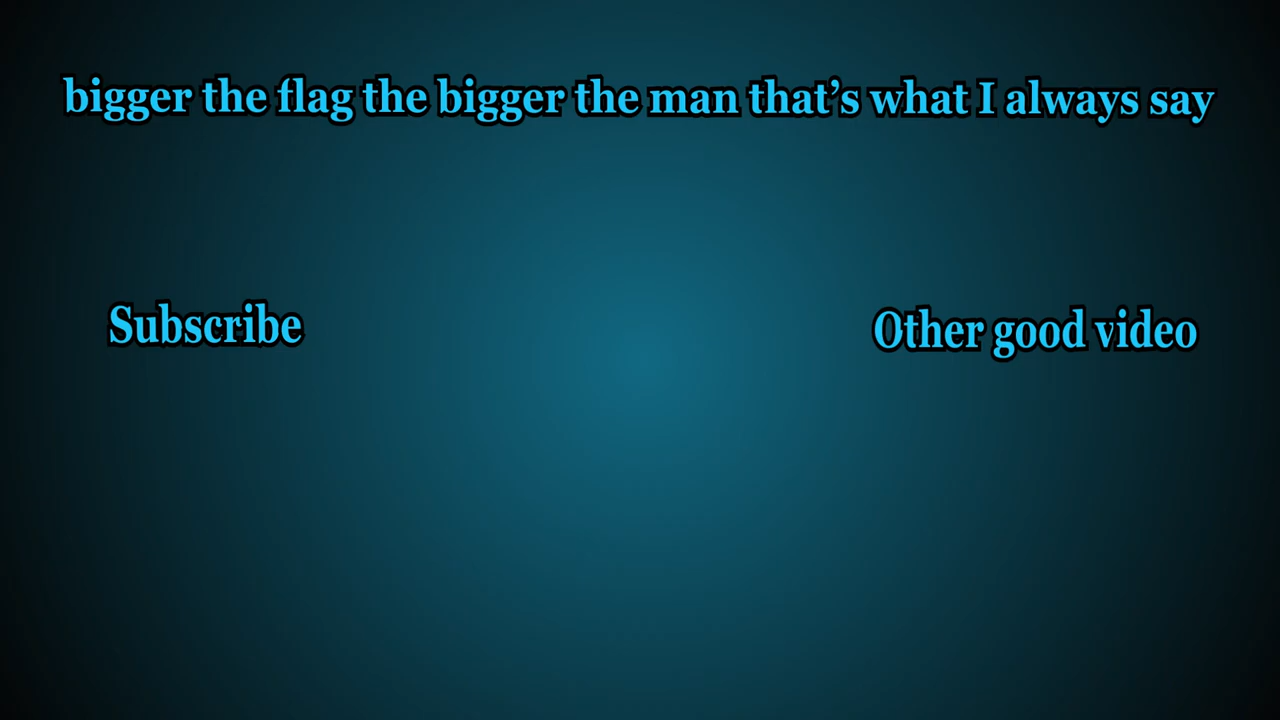 bigger the flag the bigger the man that’s what I always say
Subscribe
Other good video